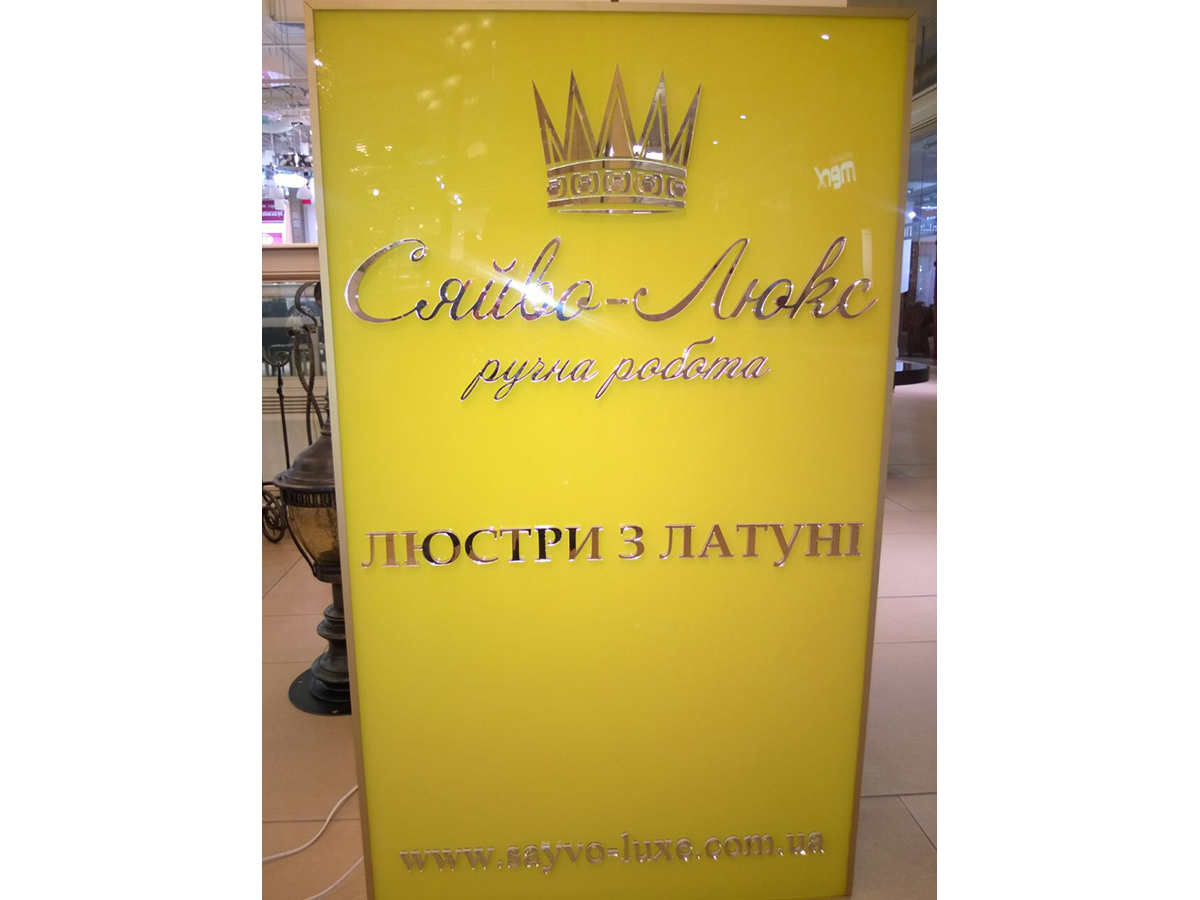 Сяйво-Люкс
ручна робота
ЛЮСТРИ З ЛАТУНІ
www.sayvo-luxe.com.ua